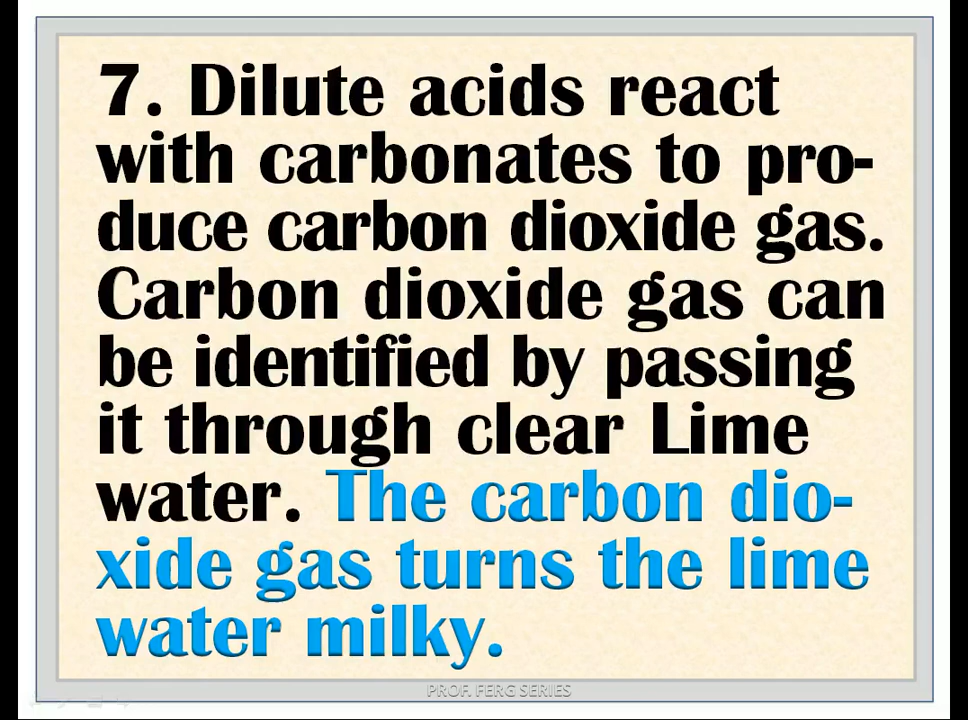 7. Dilute acids react
with carbonates to pro-
duce carbon dioxide gas.
Carbon dioxide gas can
be identified by passing
it through clear Lime
water. The carbon dio-
xide gas turns the lime
water milky.
PROF. FERG SERIES